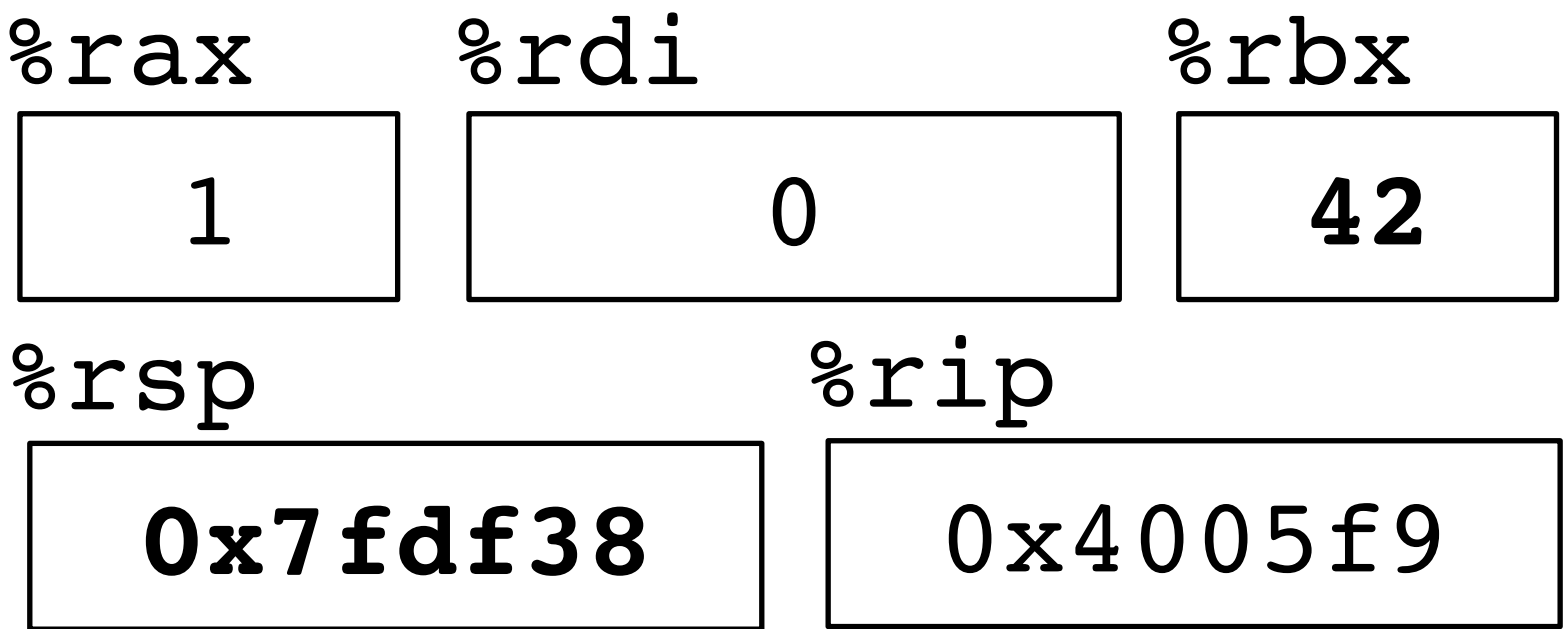 %rax %rdi %rbx
1 0 42
%rsp %rip
0x7fdf38 0x4005f9